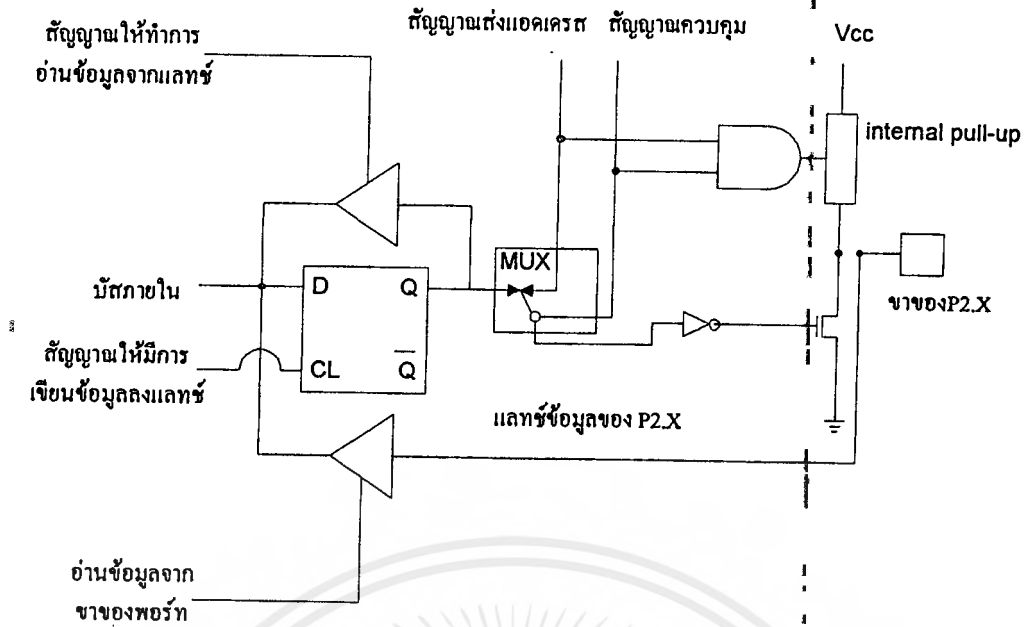 สัญญาณให้ทำการ
อ่านข้อมูลจากแลทช์
สัญญาณส่งแอดเดรส
สัญญาณควบคุม
Vcc
internal pull-up
MUX
บัสภายใน
D
Q
CL
Q̅
ขาของP2.X
สัญญาณให้มีการ
เขียนข้อมูลลงแลทช์
แลทช์ข้อมูลของ P2.X
อ่านข้อมูลจาก
ขาของพอร์ท